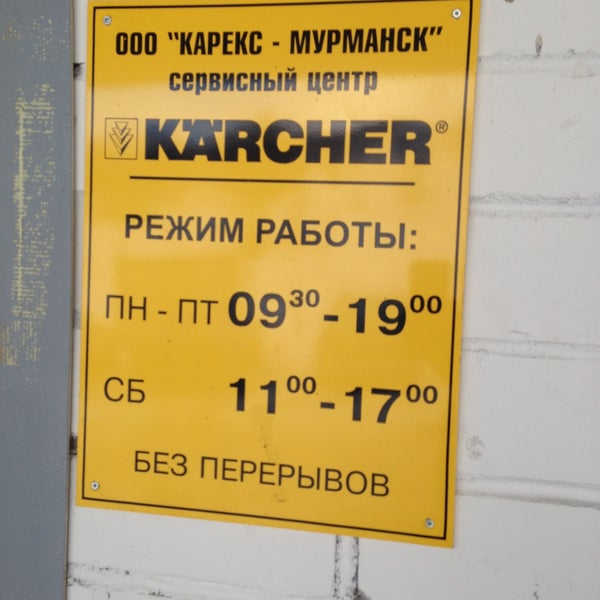 ООО "КАРЕКС - МУРМАНСК"
сервисный центр
KÄRCHER®
РЕЖИМ РАБОТЫ:
ПН - ПТ 09³⁰ - 19⁰⁰
СБ 11⁰⁰ - 17⁰⁰
БЕЗ ПЕРЕРЫВОВ